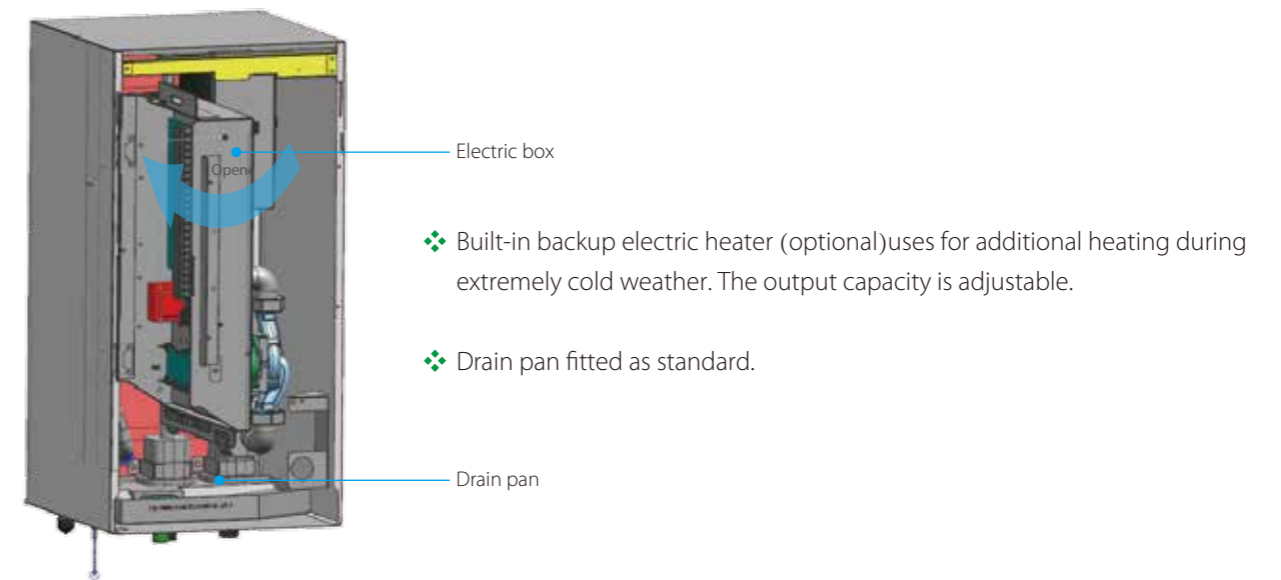 Electric box
Open
Built-in backup electric heater (optional)uses for additional heating during
extremely cold weather. The output capacity is adjustable.
Drain pan fitted as standard.
Drain pan